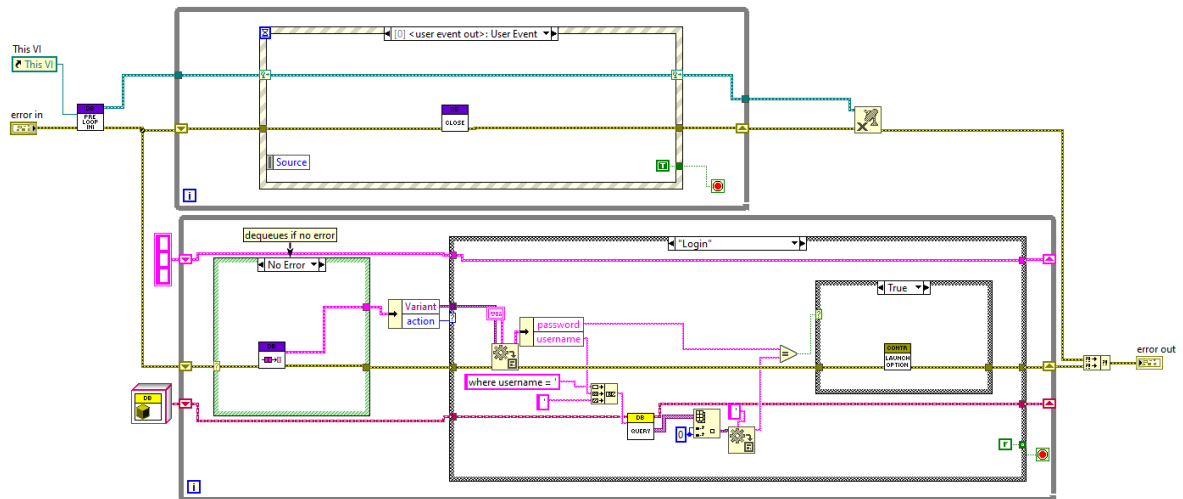 [0] <user event out>: User Event
This VI
This VI
DB
PRE
LOOP
INI
error in
DB
CLOSE
Source
T
i
dequeues if no error
"Login"
No Error
True
Variant
action
password
username
=
CONTR
LAUNCH
OPTION
error out
DB
where username = '
'
'
DB
DB
QUERY
0
F
i